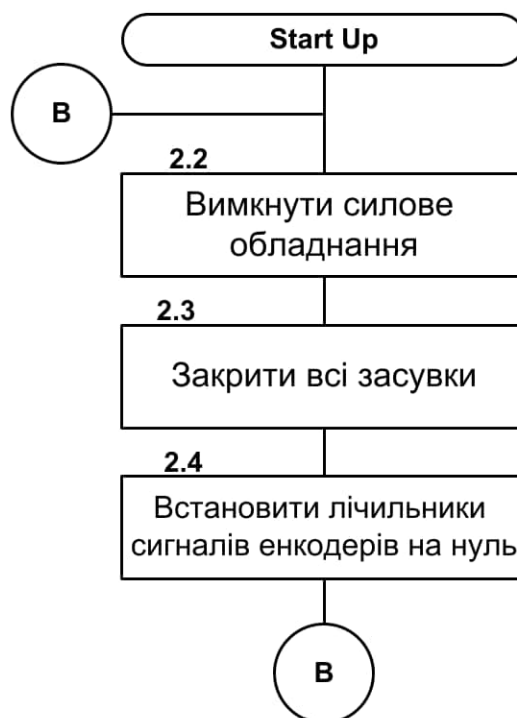 Start Up
B
2.2
Вимкнути силове
обладнання
2.3
Закрити всі засувки
2.4
Встановити лічильники
сигналів енкодерів на нуль
B